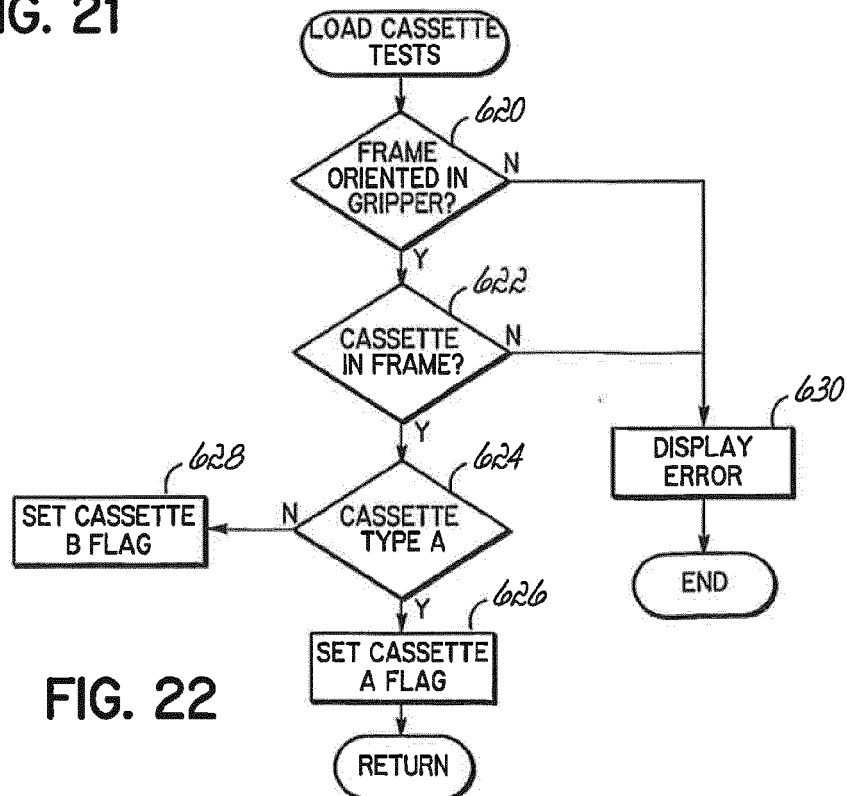 IG. 21
LOAD CASSETTE
TESTS
620
FRAME
ORIENTED IN
GRIPPER?
N
Y
622
CASSETTE
IN FRAME?
N
Y
630
DISPLAY
ERROR
628
SET CASSETTE
B FLAG
N
624
CASSETTE
TYPE A
Y
END
626
SET CASSETTE
A FLAG
FIG. 22
RETURN